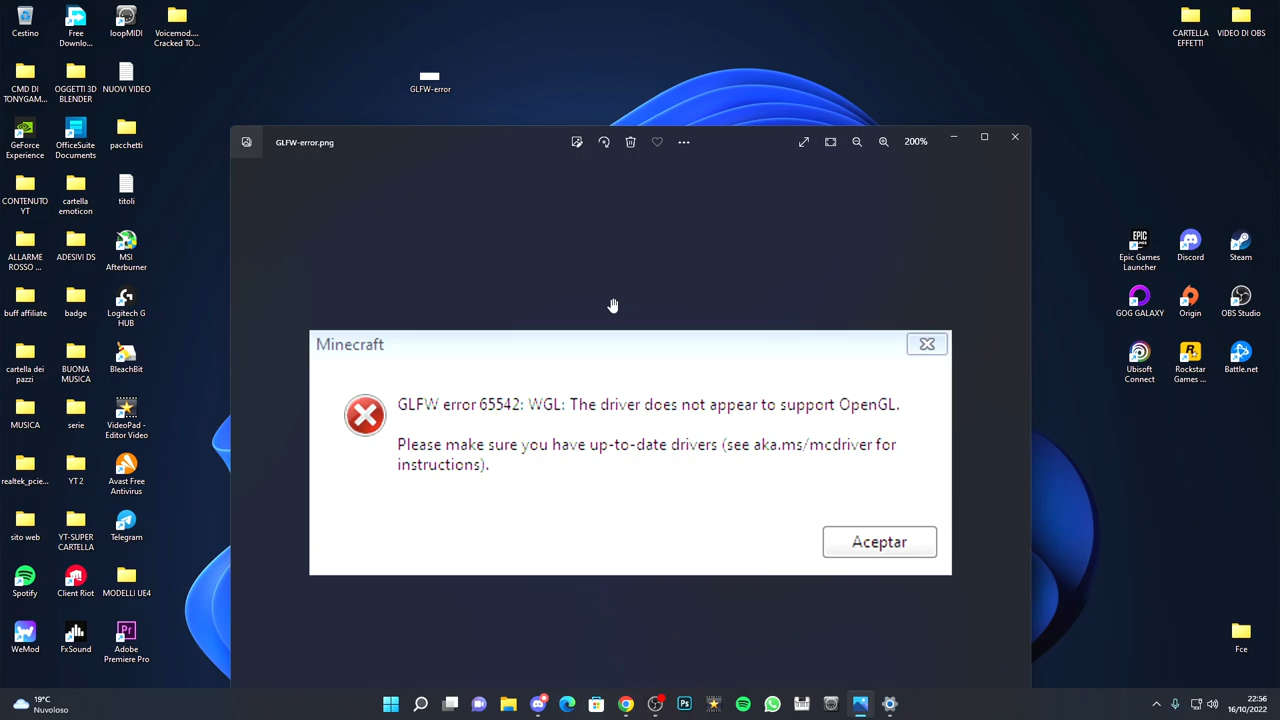 Cestino
Free
Downlo...
loopMIDI
Voicemod....
Cracked TO...
CARTELLA
EFFETTI
VIDEO DI OBS
CMD DI
TONYGAM...
OGGETTI 3D
BLENDER
NUOVI VIDEO
GLFW-error
GeForce
Experience
OfficeSuite
Documents
pacchetti
GLFW-error.png
200%
CONTENUTO
YT
cartella
emoticon
titoli
ALLARME
ROSSO ...
ADESIVI DS
MSI
Afterburner
Epic Games
Launcher
Discord
Steam
buff affiliate
badge
Logitech G
HUB
GOG GALAXY
Origin
OBS Studio
cartella dei
pazzi
BUONA
MUSICA
BleachBit
Ubisoft
Connect
Rockstar
Games ...
Battle.net
Minecraft
GLFW error 65542: WGL: The driver does not appear to support OpenGL.
Please make sure you have up-to-date drivers (see aka.ms/mcdriver for
instructions).
Aceptar
MUSICA
serie
VideoPad -
Editor Video
realtek_pcie...
YT 2
Avast Free
Antivirus
sito web
YT-SUPER
CARTELLA
Telegram
Spotify
Client Riot
MODELLI UE4
WeMod
FxSound
Adobe
Premiere Pro
Fce
19°C
Nuvoloso
22:56
16/10/2022